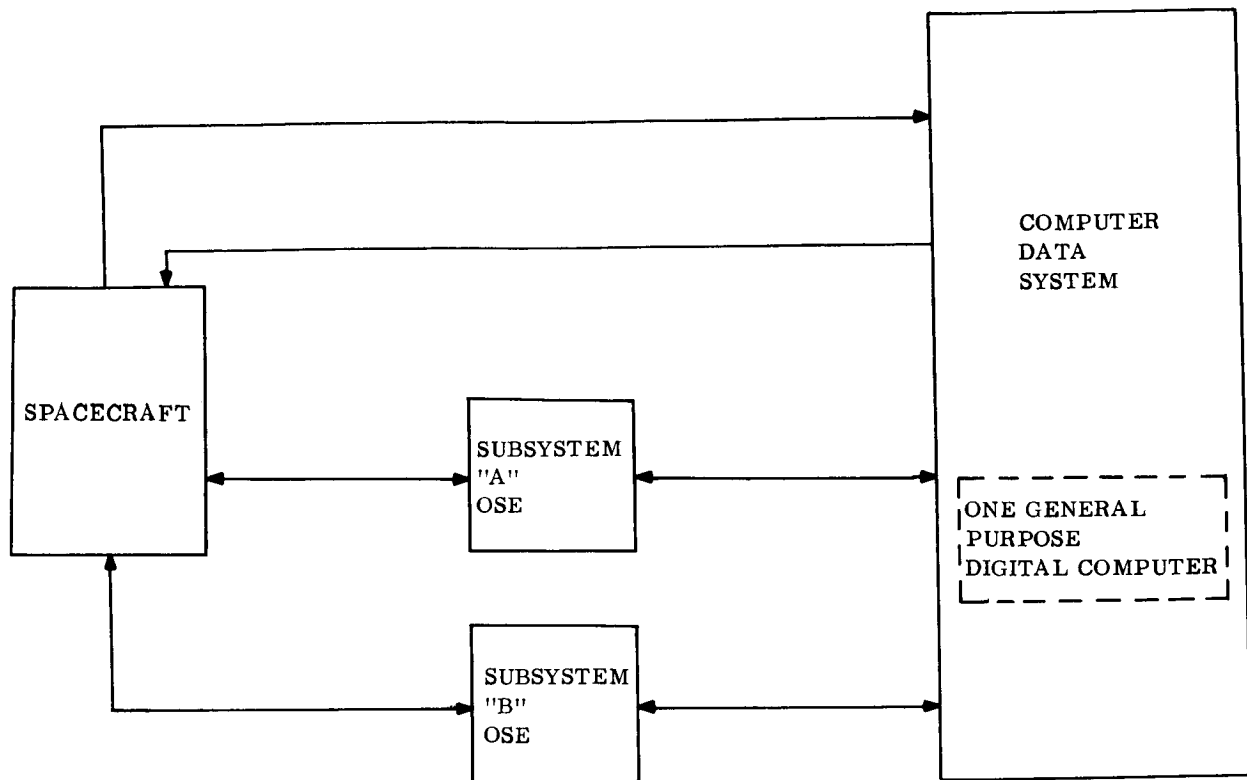 COMPUTER
DATA
SYSTEM
SPACECRAFT
SUBSYSTEM
"A"
OSE
ONE GENERAL
PURPOSE
DIGITAL COMPUTER
SUBSYSTEM
"B"
OSE